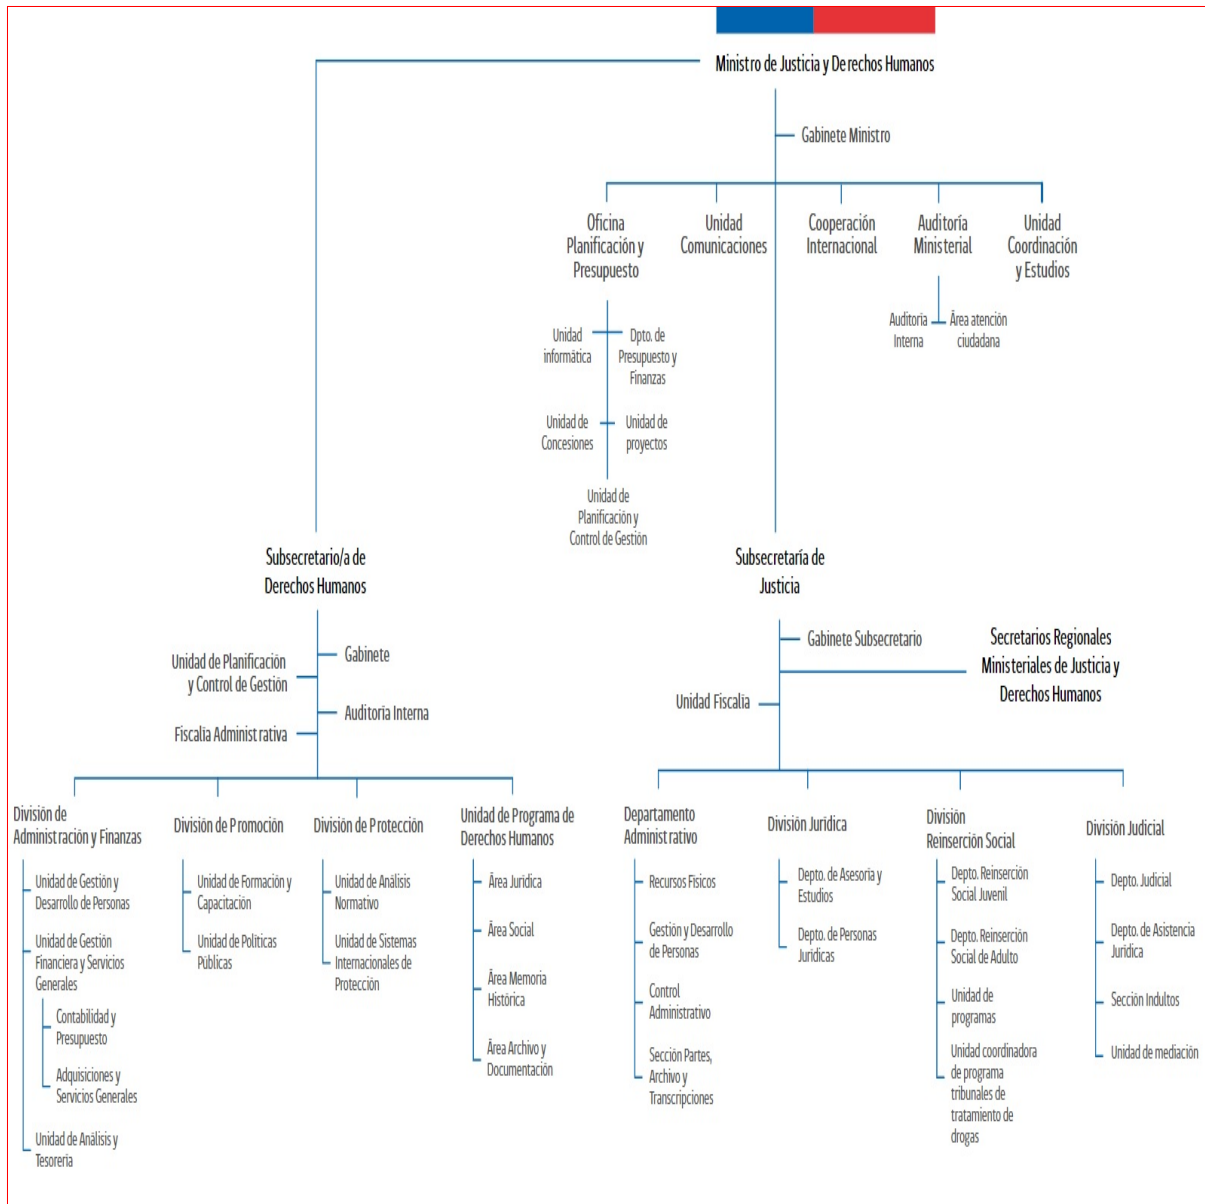 Ministro de Justicia y Derechos Humanos
Gabinete Ministro
Oficina
Planificación y
Presupuesto
Unidad
Comunicaciones
Cooperación
Internacional
Auditoría
Ministerial
Unidad
Coordinación
y Estudios
Auditoría
Interna
Área atención
ciudadana
Unidad
informática
Dpto. de
Presupuesto y
Finanzas
Unidad de
Concesiones
Unidad de
proyectos
Unidad de
Planificación y
Control de Gestión
Subsecretario/a de
Derechos Humanos
Gabinete
Unidad de Planificación
y Control de Gestión
Auditoría Interna
Fiscalía Administrativa
Subsecretaría de
Justicia
Gabinete Subsecretario
Secretarios Regionales
Ministeriales de Justicia y
Derechos Humanos
Unidad Fiscalía
División de
Administración y Finanzas
Unidad de Gestión y
Desarrollo de Personas
Unidad de Gestión
Financiera y Servicios
Generales
Contabilidad y
Presupuesto
Adquisiciones y
Servicios Generales
Unidad de Análisis y
Tesorería
División de Promoción
Unidad de Formación y
Capacitación
Unidad de Políticas
Públicas
División de Protección
Unidad de Análisis
Normativo
Unidad de Sistemas
Internacionales de
Protección
Unidad de Programa de
Derechos Humanos
Área Jurídica
Área Social
Área Memoria
Histórica
Área Archivo y
Documentación
Departamento
Administrativo
Recursos Físicos
Gestión y Desarrollo
de Personas
Control
Administrativo
Sección Partes,
Archivo y
Transcripciones
División Jurídica
Depto. de Asesoría y
Estudios
Depto. de Personas
Jurídicas
División
Reinserción Social
Depto. Reinserción
Social Juvenil
Depto. Reinserción
Social de Adulto
Unidad de
programas
Unidad coordinadora
de programa
tribunales de
tratamiento de
drogas
División Judicial
Depto. Judicial
Depto. de Asistencia
Jurídica
Sección Indultos
Unidad de mediación